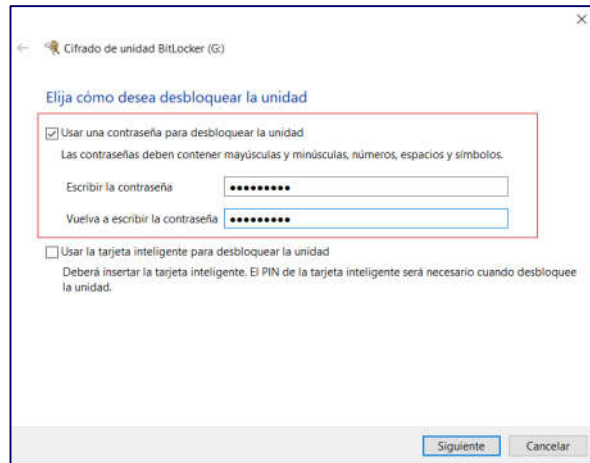 Cifrado de unidad BitLocker (G:)
Elija cómo desea desbloquear la unidad
Usar una contraseña para desbloquear la unidad
Las contraseñas deben contener mayúsculas y minúsculas, números, espacios y símbolos.
Escribir la contraseña ●●●●●●●●●
Vuelva a escribir la contraseña ●●●●●●●●●
Usar la tarjeta inteligente para desbloquear la unidad
Deberá insertar la tarjeta inteligente. El PIN de la tarjeta inteligente será necesario cuando desbloquee
la unidad.
Siguiente Cancelar